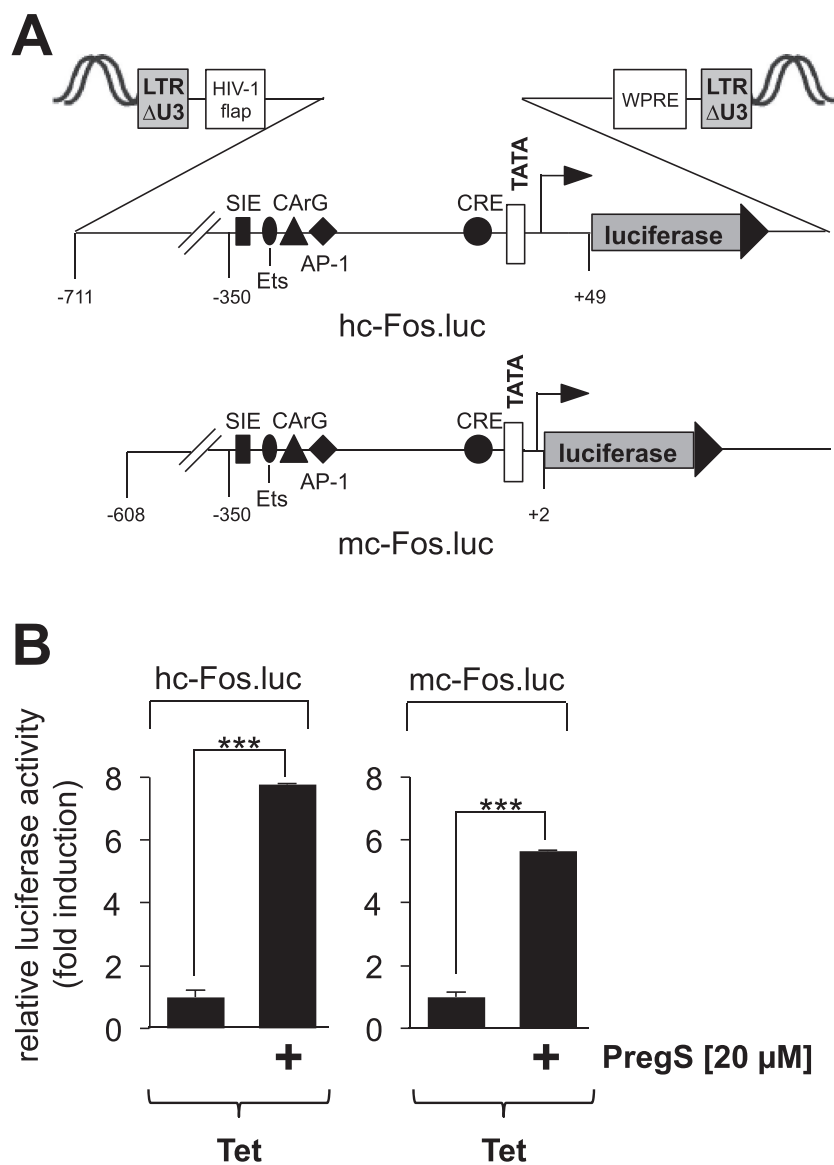 A
LTR
ΔU3
HIV-1
flap
WPRE
LTR
ΔU3
SIE CArG CRE TATA
luciferase
Ets AP-1
-711 -350 +49
hc-Fos.luc
SIE CArG CRE TATA
luciferase
Ets AP-1
-608 -350 +2
mc-Fos.luc
B
hc-Fos.luc mc-Fos.luc
relative luciferase activity
(fold induction)
*** ***
8 8
6 6
4 4
2 2
0 0
+ + PregS [20 µM]
Tet Tet